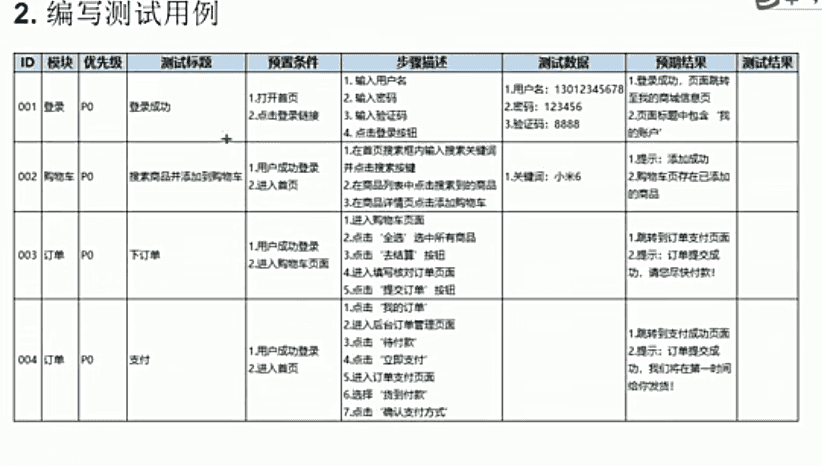 2. 编写测试用例
ID 模块 优先级 测试标题 预置条件 步骤描述 测试数据 预期结果 测试结果
001 登录 P0 登录成功
1.打开首页
2.点击登录链接
1. 输入用户名
2. 输入密码
3. 输入验证码
4. 点击登录按钮
1.用户名：13012345678
2.密码：123456
3.验证码：8888
1.登录成功，页面跳转
至我的商城信息页
2.页面标题中包含‘我
的账户’
002 购物车 P0 搜索商品并添加到购物车
1.用户成功登录
2.进入首页
1.在首页搜索框内输入搜索关键词
并点击搜索按键
2.在商品列表中点击搜索到的商品
3.在商品详情页点击添加购物车
1.关键词：小米6
1.提示：添加成功
2.购物车页存在已添加
的商品
003 订单 P0 下订单
1.用户成功登录
2.进入购物车页面
1.进入购物车页面
2.点击‘全选’选中所有商品
3.点击‘去结算’按钮
4.进入填写核对订单页面
5.点击‘提交订单’按钮
1.跳转到订单支付页面
2.提示：订单提交成
功，请您尽快付款！
004 订单 P0 支付
1.用户成功登录
2.进入首页
1.点击‘我的订单’
2.进入后台订单管理页面
3.点击‘待付款’
4.点击‘立即支付’
5.进入订单支付页面
6.选择‘货到付款’
7.点击‘确认支付方式’
1.跳转到支付成功页面
2.提示：订单提交成
功，我们将在第一时间
给你发货！